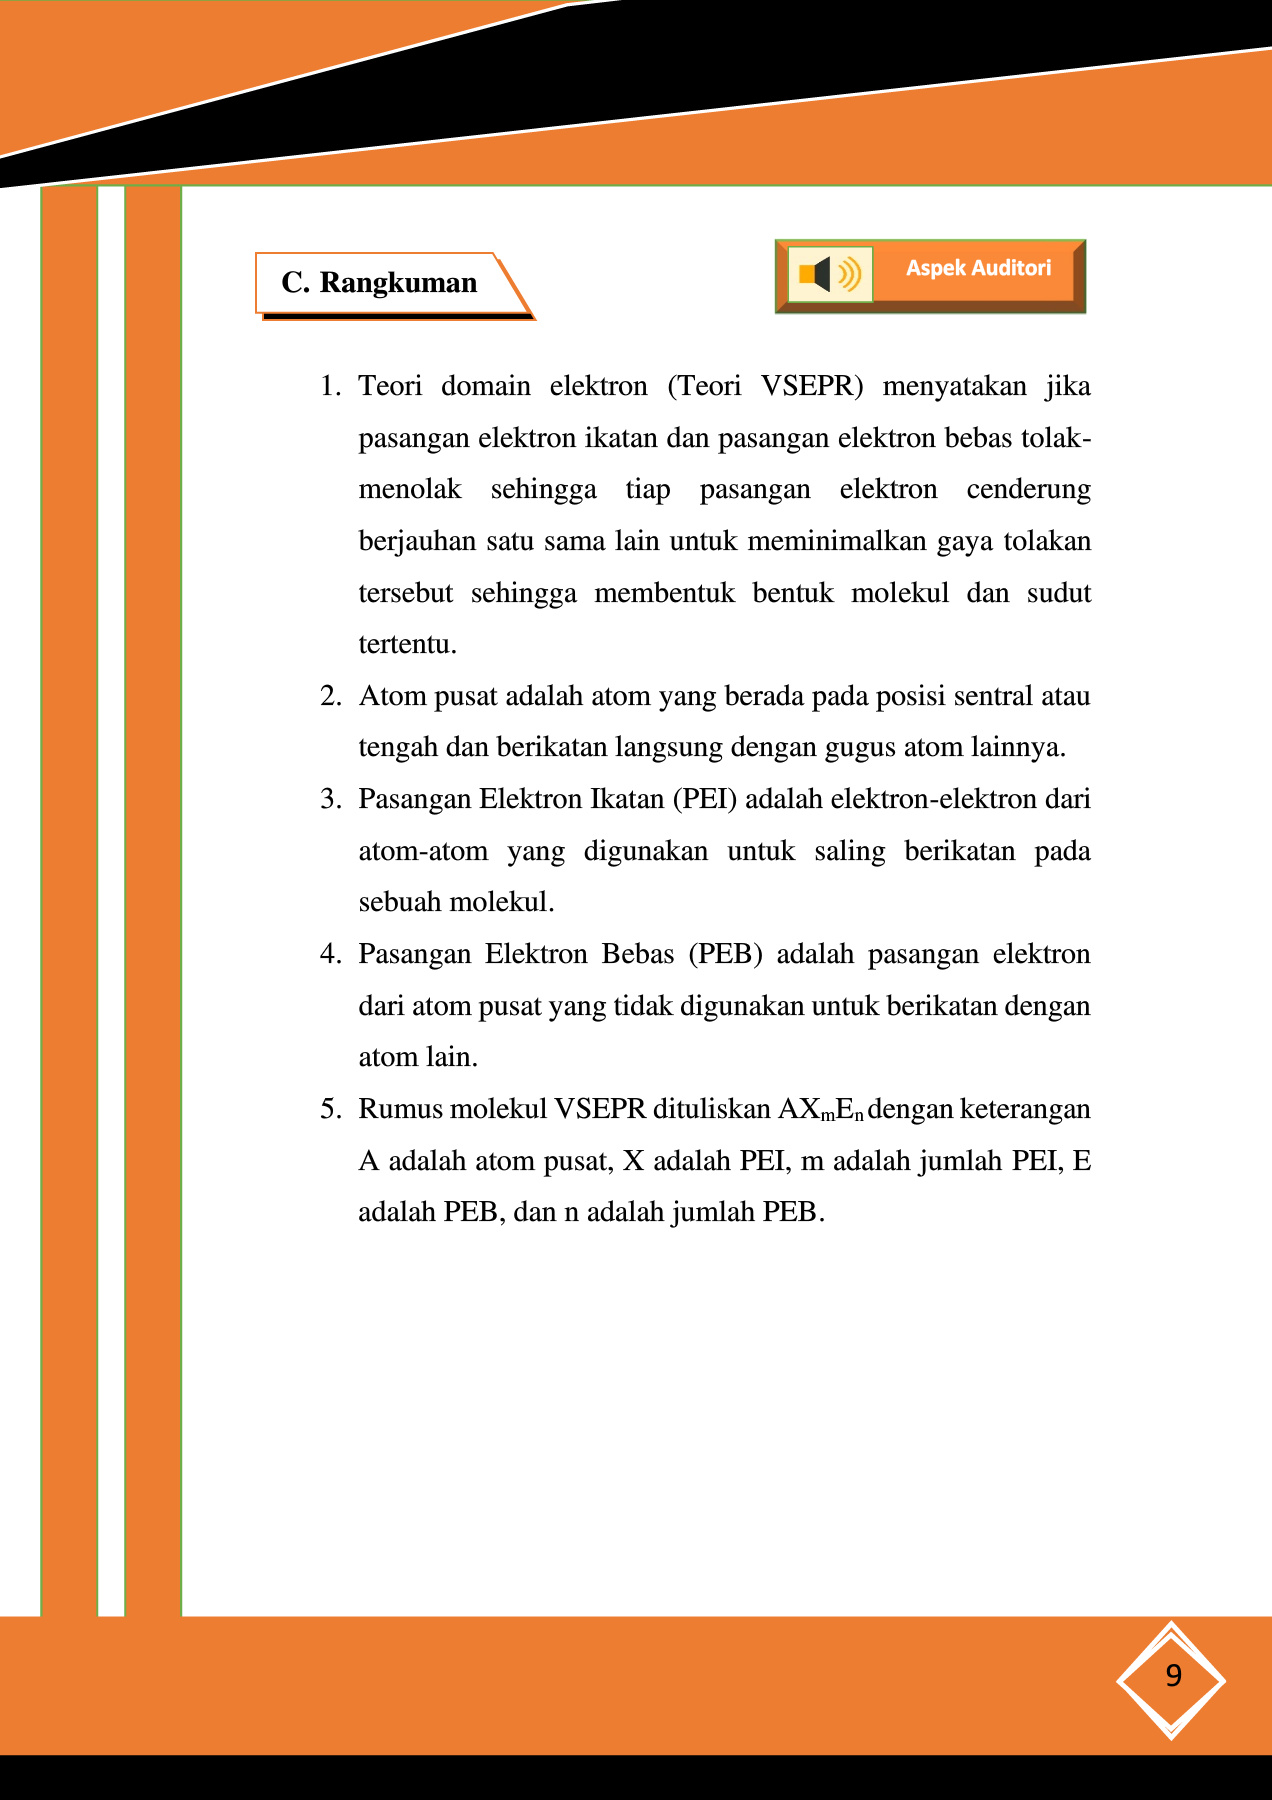 C. Rangkuman
Aspek Auditori
1. Teori domain elektron (Teori VSEPR) menyatakan jika
pasangan elektron ikatan dan pasangan elektron bebas tolak-
menolak sehingga tiap pasangan elektron cenderung
berjauhan satu sama lain untuk meminimalkan gaya tolakan
tersebut sehingga membentuk bentuk molekul dan sudut
tertentu.
2. Atom pusat adalah atom yang berada pada posisi sentral atau
tengah dan berikatan langsung dengan gugus atom lainnya.
3. Pasangan Elektron Ikatan (PEI) adalah elektron-elektron dari
atom-atom yang digunakan untuk saling berikatan pada
sebuah molekul.
4. Pasangan Elektron Bebas (PEB) adalah pasangan elektron
dari atom pusat yang tidak digunakan untuk berikatan dengan
atom lain.
5. Rumus molekul VSEPR dituliskan AXₘEₙ dengan keterangan
A adalah atom pusat, X adalah PEI, m adalah jumlah PEI, E
adalah PEB, dan n adalah jumlah PEB.
9